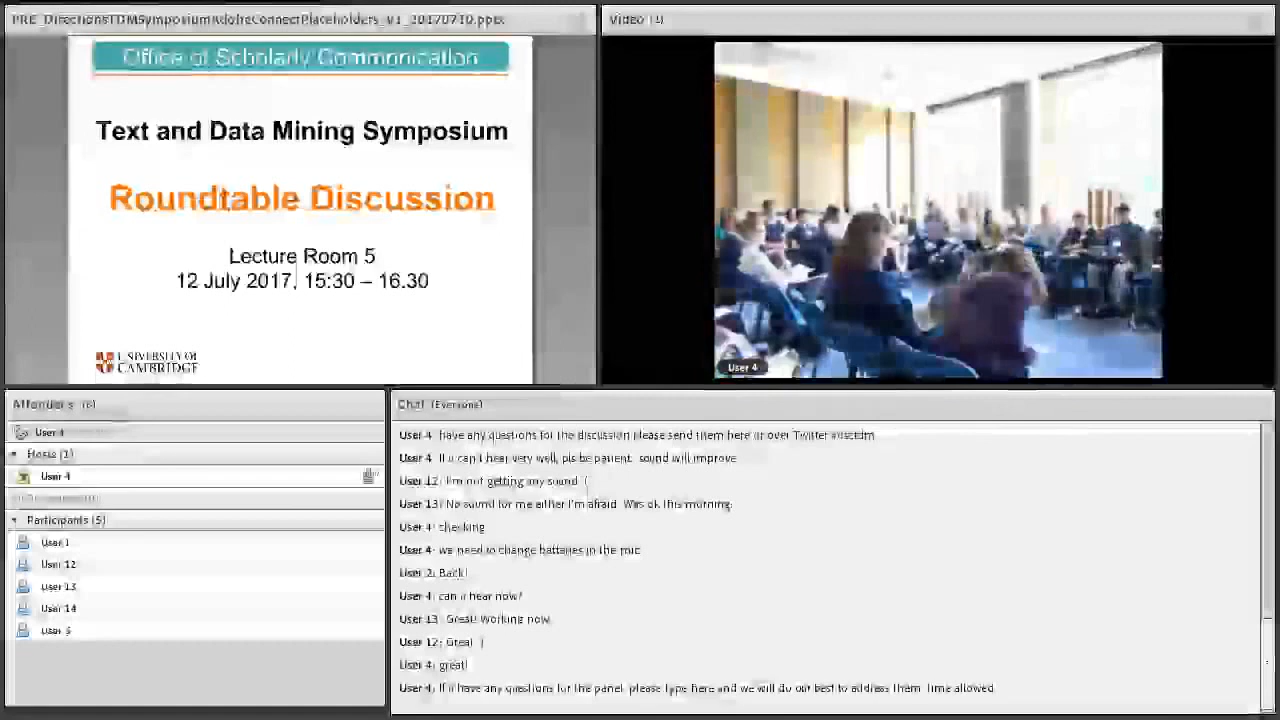 PRE_DirectionsTDMSymposiumAdobeConnectPlaceholders_V1_20170710.pptx
Office of Scholarly Communication
Text and Data Mining Symposium
Roundtable Discussion
Lecture Room 5
12 July 2017, 15:30 – 16.30
UNIVERSITY OF
CAMBRIDGE
Video (1)
User 4
Attendees (6)
User 4
Hosts (1)
User 4
Participants (5)
User 1
User 12
User 13
User 14
User 5
Chat (Everyone)
User 4: have any questions for the discussion please send them here or over Twitter
User 4: If u can't hear very well, pls be patient. sound will improve
User 12: I'm not getting any sound :(
User 13: No sound for me either I'm afraid. Was ok this morning.
User 4: checking
User 4: we need to change batteries in the mic
User 2: Back!
User 4: can u hear now?
User 13: Great! Working now
User 12: Great :)
User 4: great!
User 4: If u have any questions for the panel, please type here and we will do our best to address them. Time allowed